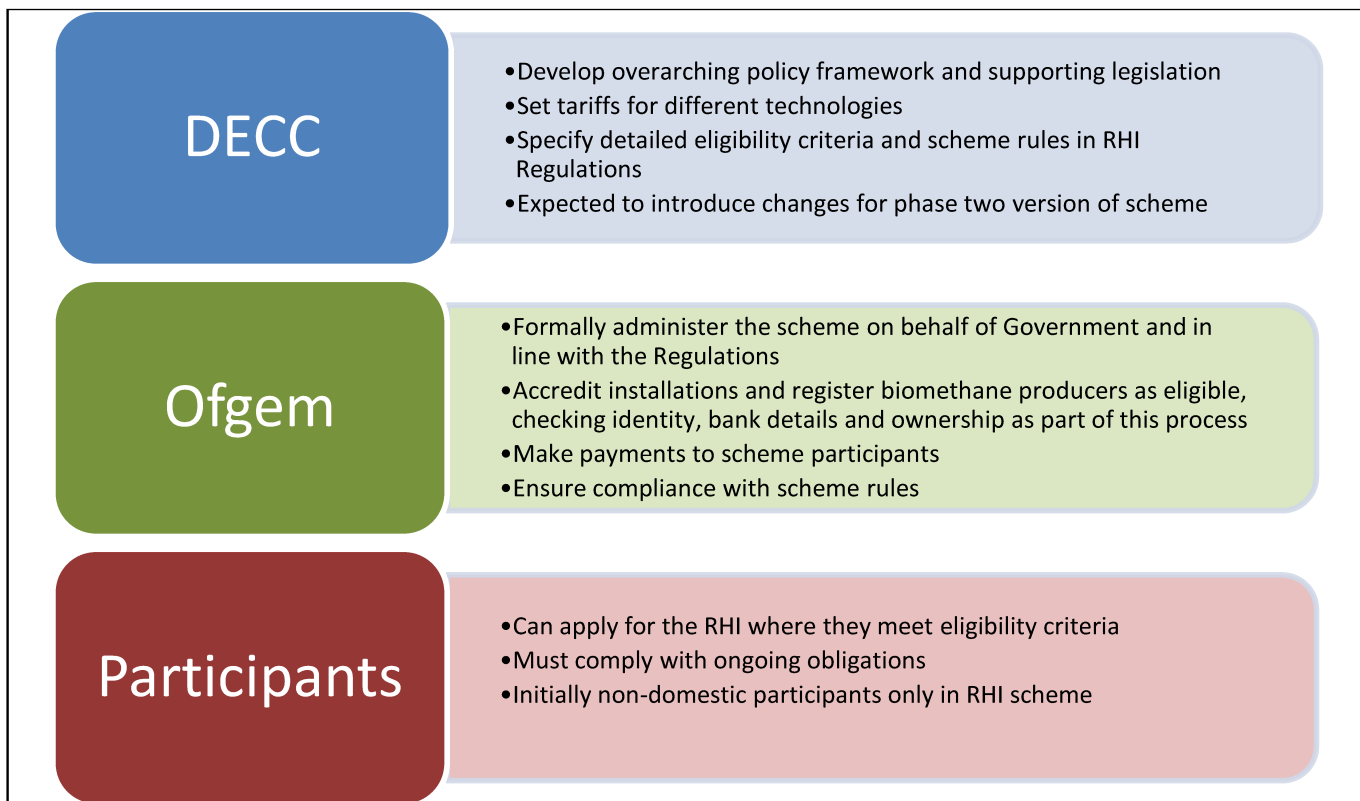 DECC
•Develop overarching policy framework and supporting legislation
•Set tariffs for different technologies
•Specify detailed eligibility criteria and scheme rules in RHI
Regulations
•Expected to introduce changes for phase two version of scheme
Ofgem
•Formally administer the scheme on behalf of Government and in
line with the Regulations
•Accredit installations and register biomethane producers as eligible,
checking identity, bank details and ownership as part of this process
•Make payments to scheme participants
•Ensure compliance with scheme rules
Participants
•Can apply for the RHI where they meet eligibility criteria
•Must comply with ongoing obligations
•Initially non-domestic participants only in RHI scheme